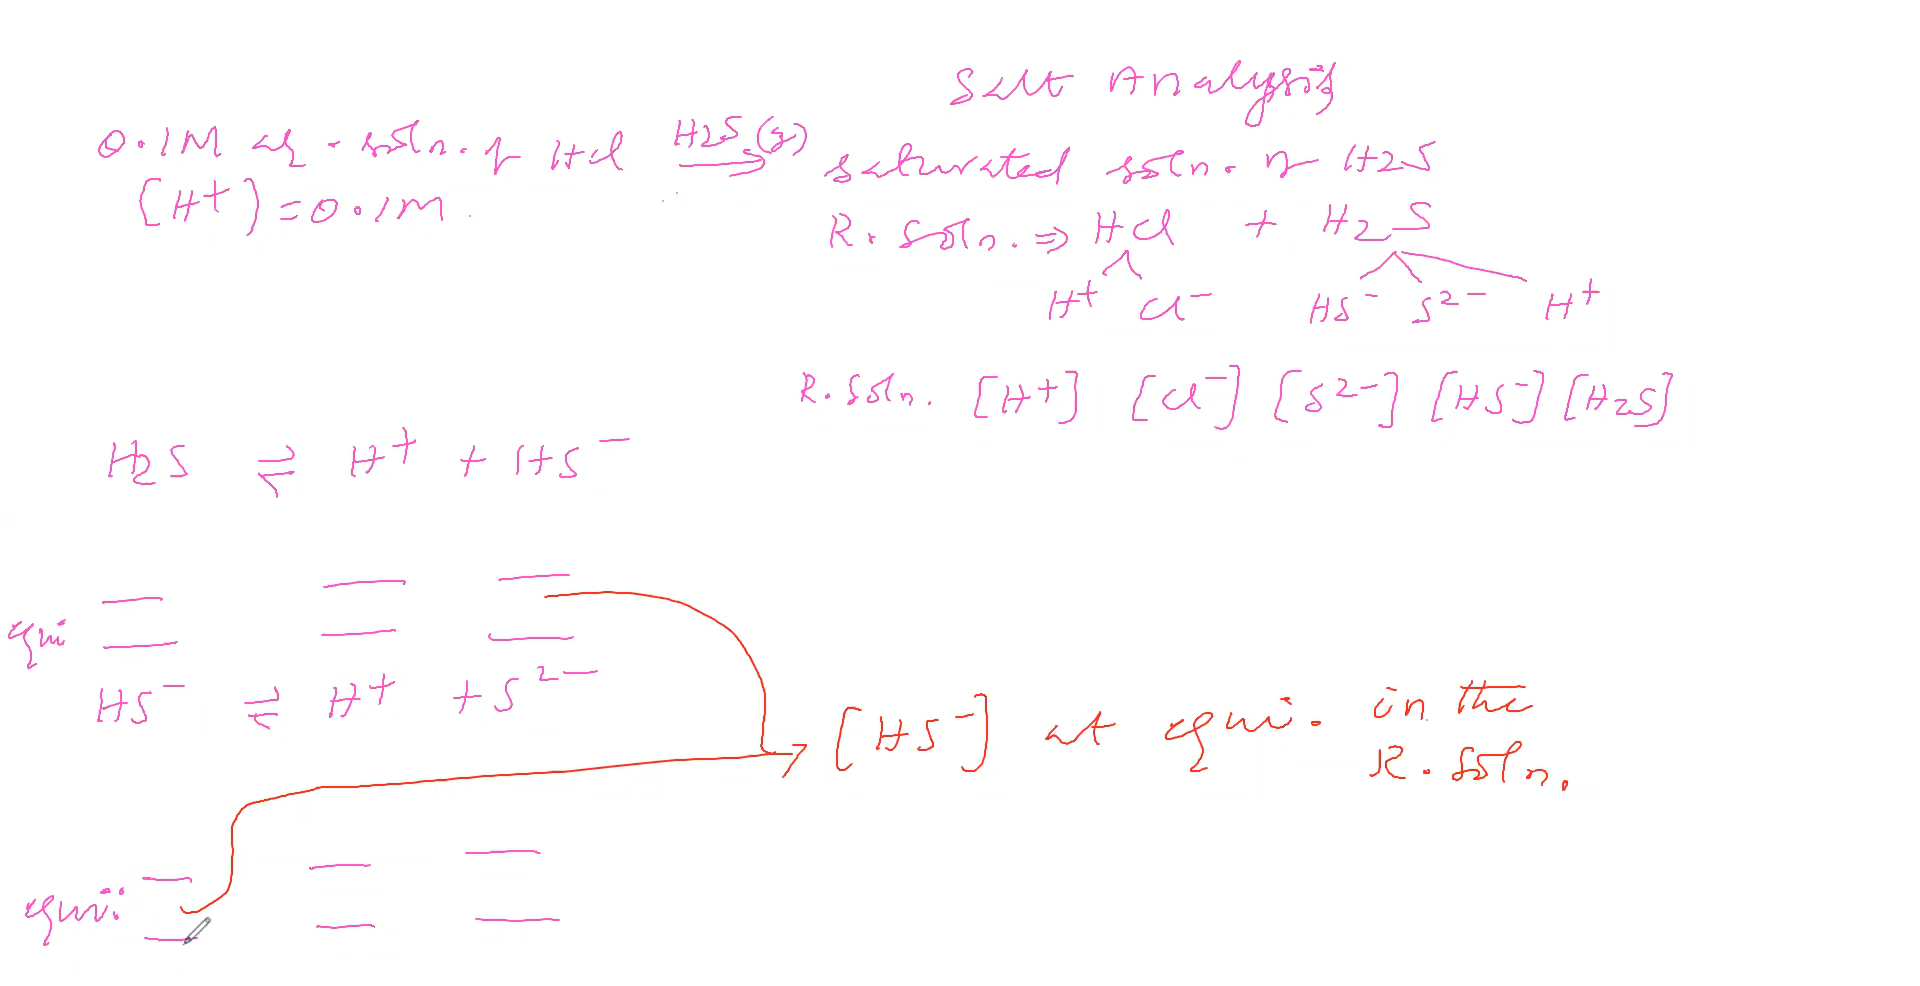 Salt Analysis
0.1M aq. soln. of HCl H2S(g) saturated soln. of H2S
[H+] = 0.1M
R. Soln. ⇒ HCl + H2S
H+ Cl− HS− S2− H+
R. Soln. [H+] [Cl−] [S2−] [HS−] [H2S]
H2S ⇌ H+ + HS−
equi
HS− ⇌ H+ + S2−
[HS−] at equi. in the
R. Soln.
equi.